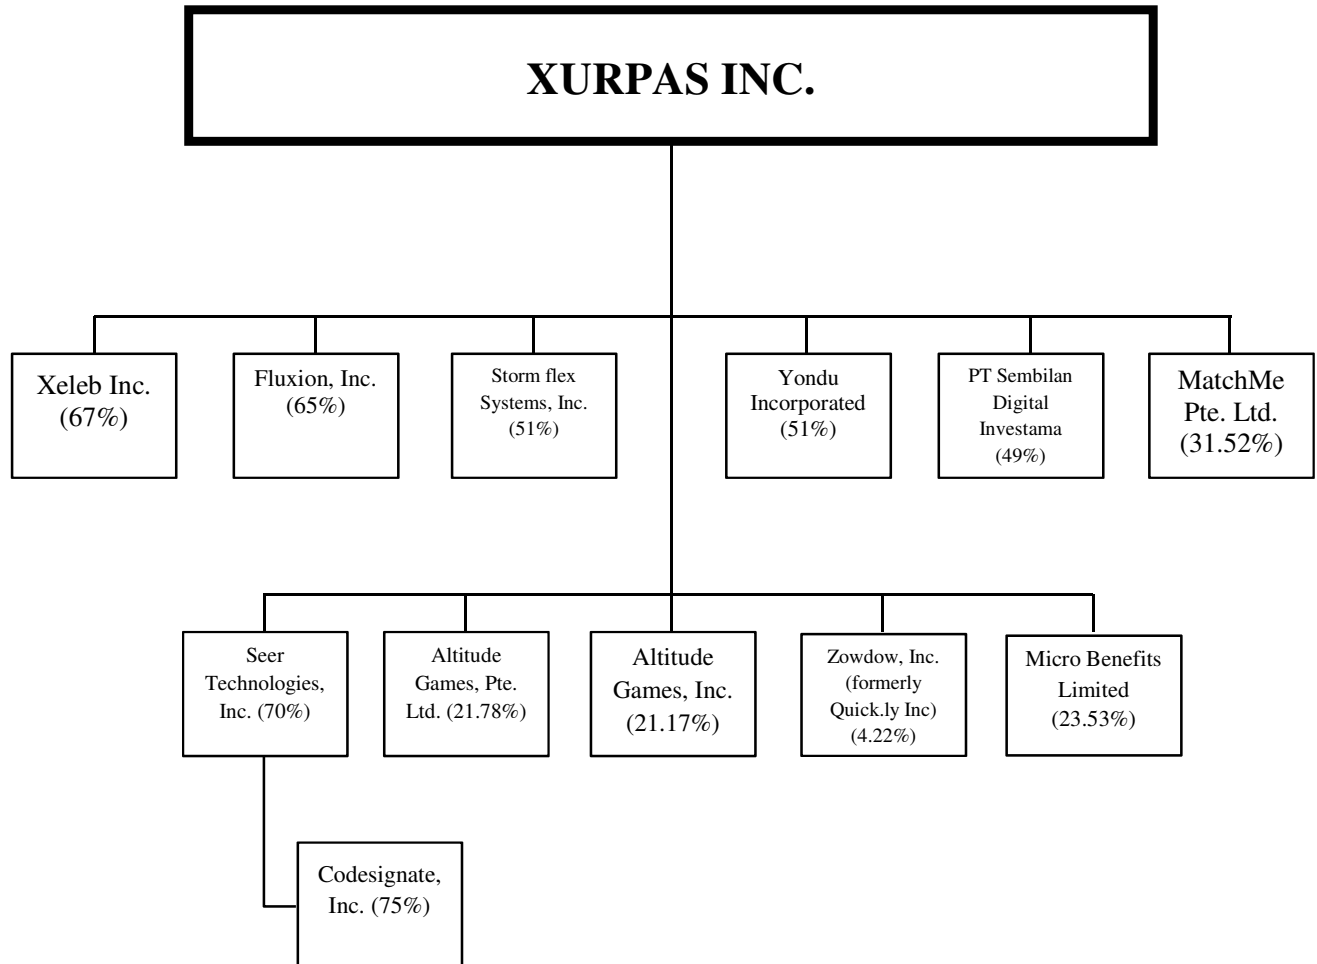 XURPAS INC.
Xeleb Inc.
(67%)
Fluxion, Inc.
(65%)
Storm flex
Systems, Inc.
(51%)
Yondu
Incorporated
(51%)
PT Sembilan
Digital
Investama
(49%)
MatchMe
Pte. Ltd.
(31.52%)
Seer
Technologies,
Inc. (70%)
Altitude
Games, Pte.
Ltd. (21.78%)
Altitude
Games, Inc.
(21.17%)
Zowdow, Inc.
(formerly
Quick.ly Inc)
(4.22%)
Micro Benefits
Limited
(23.53%)
Codesignate,
Inc. (75%)